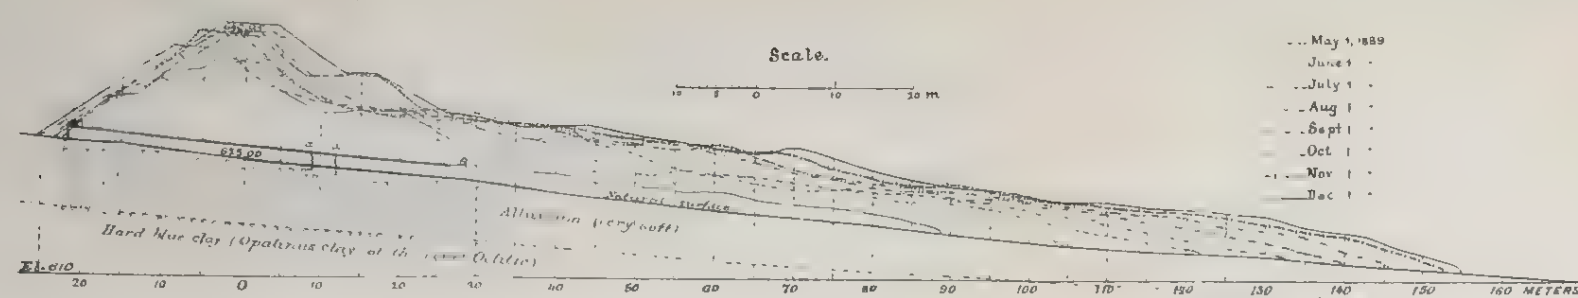 Scale.
10 5 0 10 20 m
May 1, 1889
June 1 "
July 1 "
Aug 1 "
Sept 1 "
Oct 1 "
Nov 1 "
Dec 1 "
625.00
Natural surface
Alluvium (very soft)
Hard blue clay (Opalinus clay of the Oolitic)
El. 610
20 10 0 10 20 30 40 50 60 70 80 90 100 110 120 130 140 150 160 METERS